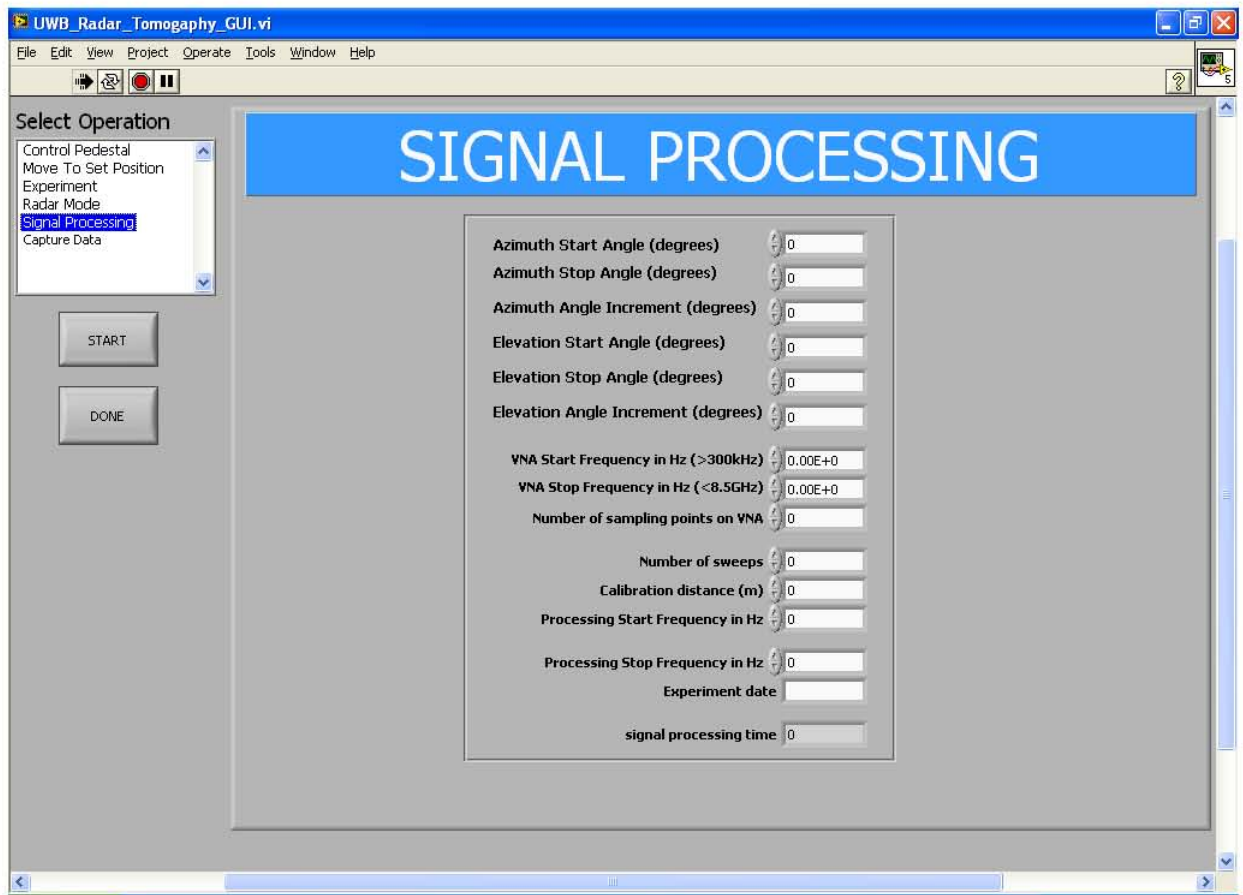 UWB_Radar_Tomogaphy_GUI.vi
File Edit View Project Operate Tools Window Help
5
Select Operation
Control Pedestal
Move To Set Position
Experiment
Radar Mode
Signal Processing
Capture Data
START
DONE
SIGNAL PROCESSING
Azimuth Start Angle (degrees) 0
Azimuth Stop Angle (degrees) 0
Azimuth Angle Increment (degrees) 0
Elevation Start Angle (degrees) 0
Elevation Stop Angle (degrees) 0
Elevation Angle Increment (degrees) 0
VNA Start Frequency in Hz (>300kHz) 0.00E+0
VNA Stop Frequency in Hz (<8.5GHz) 0.00E+0
Number of sampling points on VNA 0
Number of sweeps 0
Calibration distance (m) 0
Processing Start Frequency in Hz 0
Processing Stop Frequency in Hz 0
Experiment date
signal processing time 0